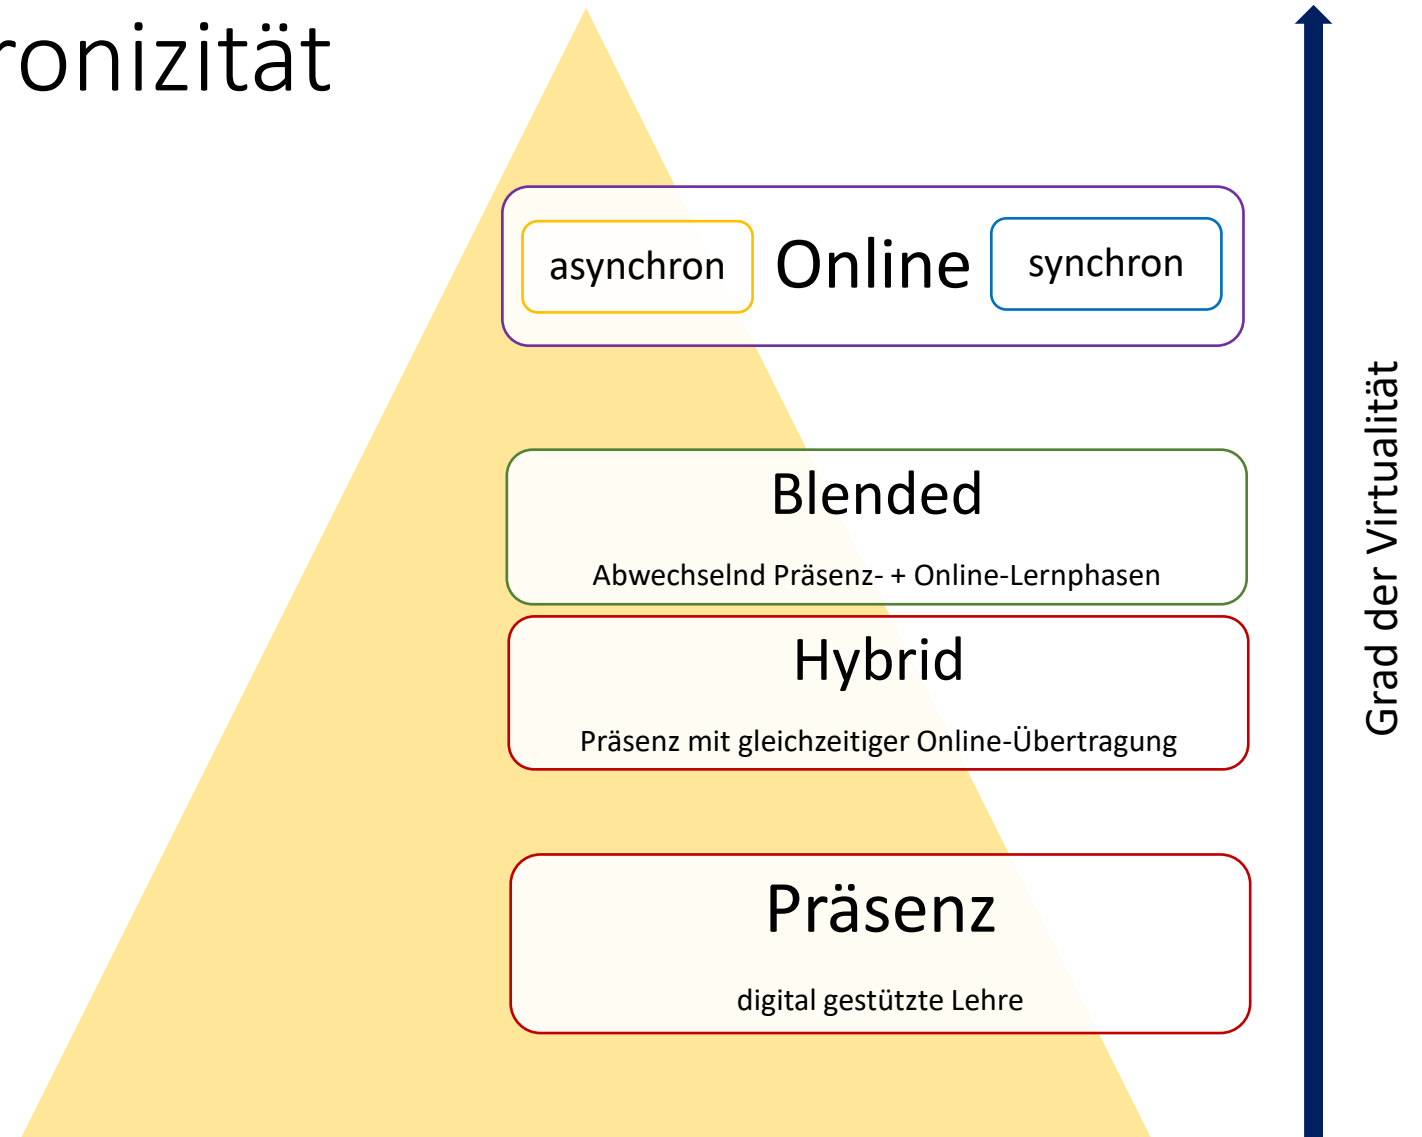 ronizität
asynchron Online synchron
Blended
Abwechselnd Präsenz- + Online-Lernphasen
Hybrid
Präsenz mit gleichzeitiger Online-Übertragung
Präsenz
digital gestützte Lehre
Grad der Virtualität